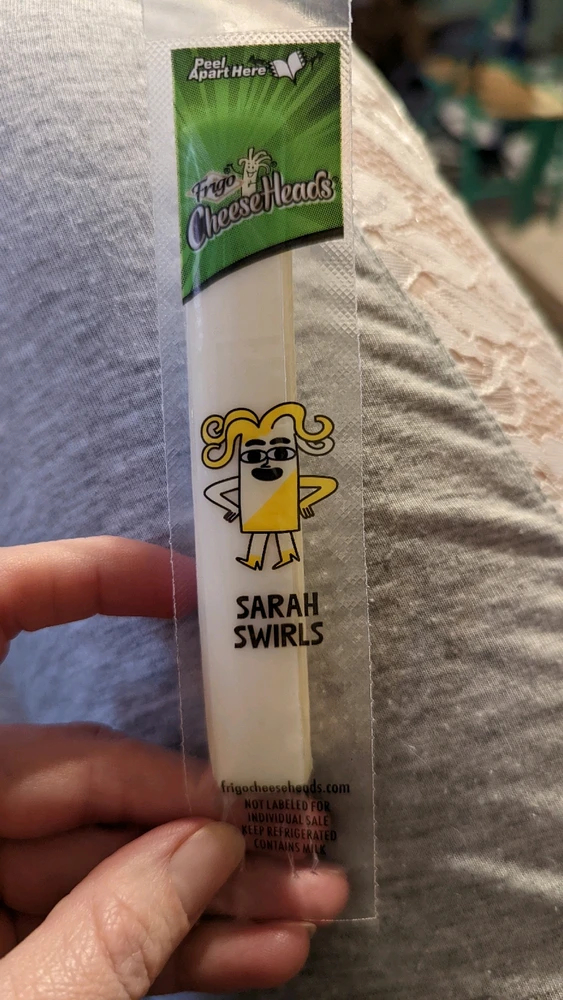 Peel
Apart Here
Frigo
CheeseHeads
SARAH
SWIRLS
frigocheeseheads.com
NOT LABELED FOR
INDIVIDUAL SALE
KEEP REFRIGERATED
CONTAINS MILK